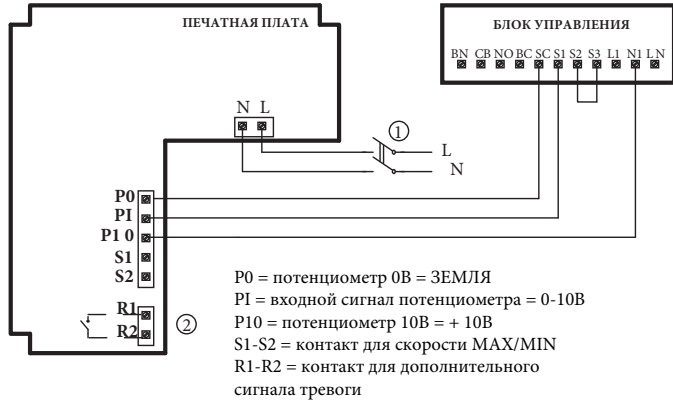 ПЕЧАТНАЯ ПЛАТА
БЛОК УПРАВЛЕНИЯ
BN CB NO BC SC S1 S2 S3 L1 N1 L N
N L
1
L
N
P0
PI
P1 0
S1
S2
R1
R2
2
P0 = потенциометр 0В = ЗЕМЛЯ
PI = входной сигнал потенциометра = 0-10В
P10 = потенциометр 10В = + 10В
S1-S2 = контакт для скорости MAX/MIN
R1-R2 = контакт для дополнительного
сигнала тревоги